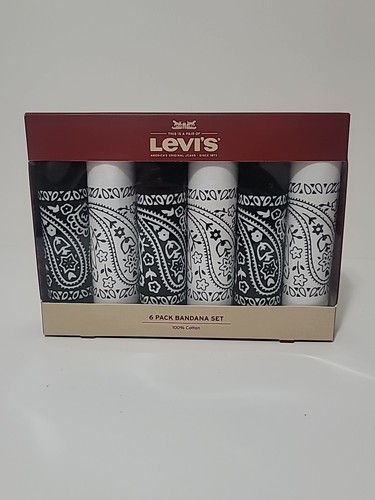 THIS IS A PAIR OF
LEVI'S
AMERICA'S ORIGINAL JEANS - SINCE 1873
6 PACK BANDANA SET
100% Cotton